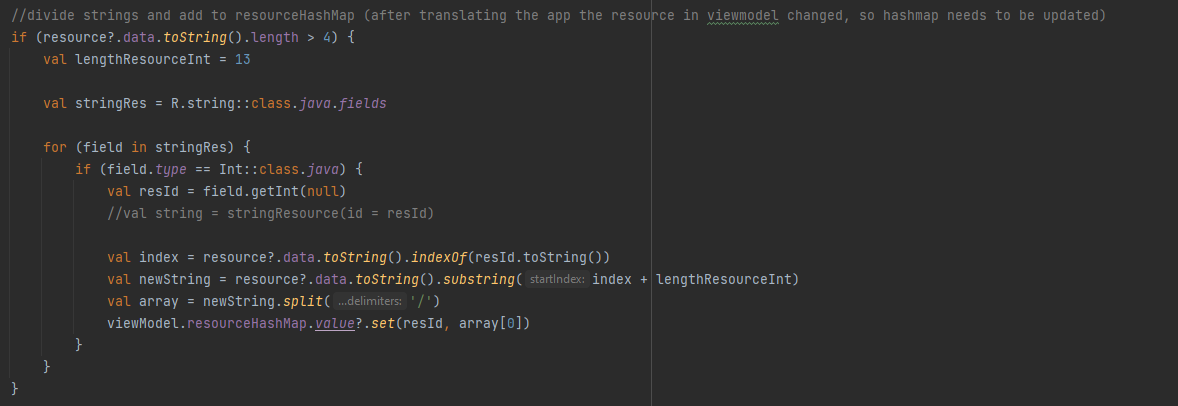 //divide strings and add to resourceHashMap (after translating the app the resource in viewmodel changed, so hashmap needs to be updated)
if (resource?.data.toString().length > 4) {
    val lengthResourceInt = 13

    val stringRes = R.string::class.java.fields

    for (field in stringRes) {
        if (field.type == Int::class.java) {
            val resId = field.getInt(null)
            //val string = stringResource(id = resId)

            val index = resource?.data.toString().indexOf(resId.toString())
            val newString = resource?.data.toString().substring( startIndex: index + lengthResourceInt)
            val array = newString.split( ...delimiters: '/')
            viewModel.resourceHashMap.value?.set(resId, array[0])
        }
    }
}